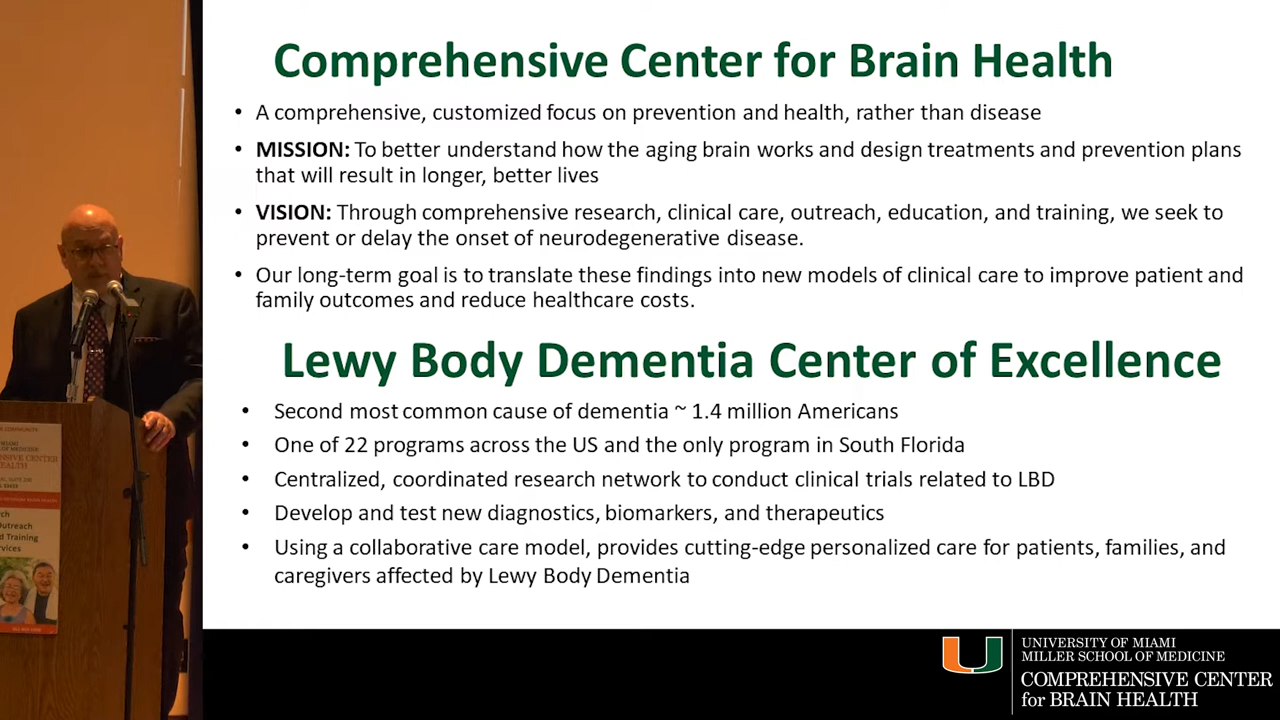 Comprehensive Center for Brain Health
• A comprehensive, customized focus on prevention and health, rather than disease
• MISSION: To better understand how the aging brain works and design treatments and prevention plans
that will result in longer, better lives
• VISION: Through comprehensive research, clinical care, outreach, education, and training, we seek to
prevent or delay the onset of neurodegenerative disease.
• Our long-term goal is to translate these findings into new models of clinical care to improve patient and
family outcomes and reduce healthcare costs.
Lewy Body Dementia Center of Excellence
• Second most common cause of dementia ~ 1.4 million Americans
• One of 22 programs across the US and the only program in South Florida
• Centralized, coordinated research network to conduct clinical trials related to LBD
• Develop and test new diagnostics, biomarkers, and therapeutics
• Using a collaborative care model, provides cutting-edge personalized care for patients, families, and
caregivers affected by Lewy Body Dementia
UNIVERSITY OF MIAMI
MILLER SCHOOL OF MEDICINE
COMPREHENSIVE CENTER
for BRAIN HEALTH
MIAMI
OF MEDICINE
CENTER
HEALTH
Outreach
Training